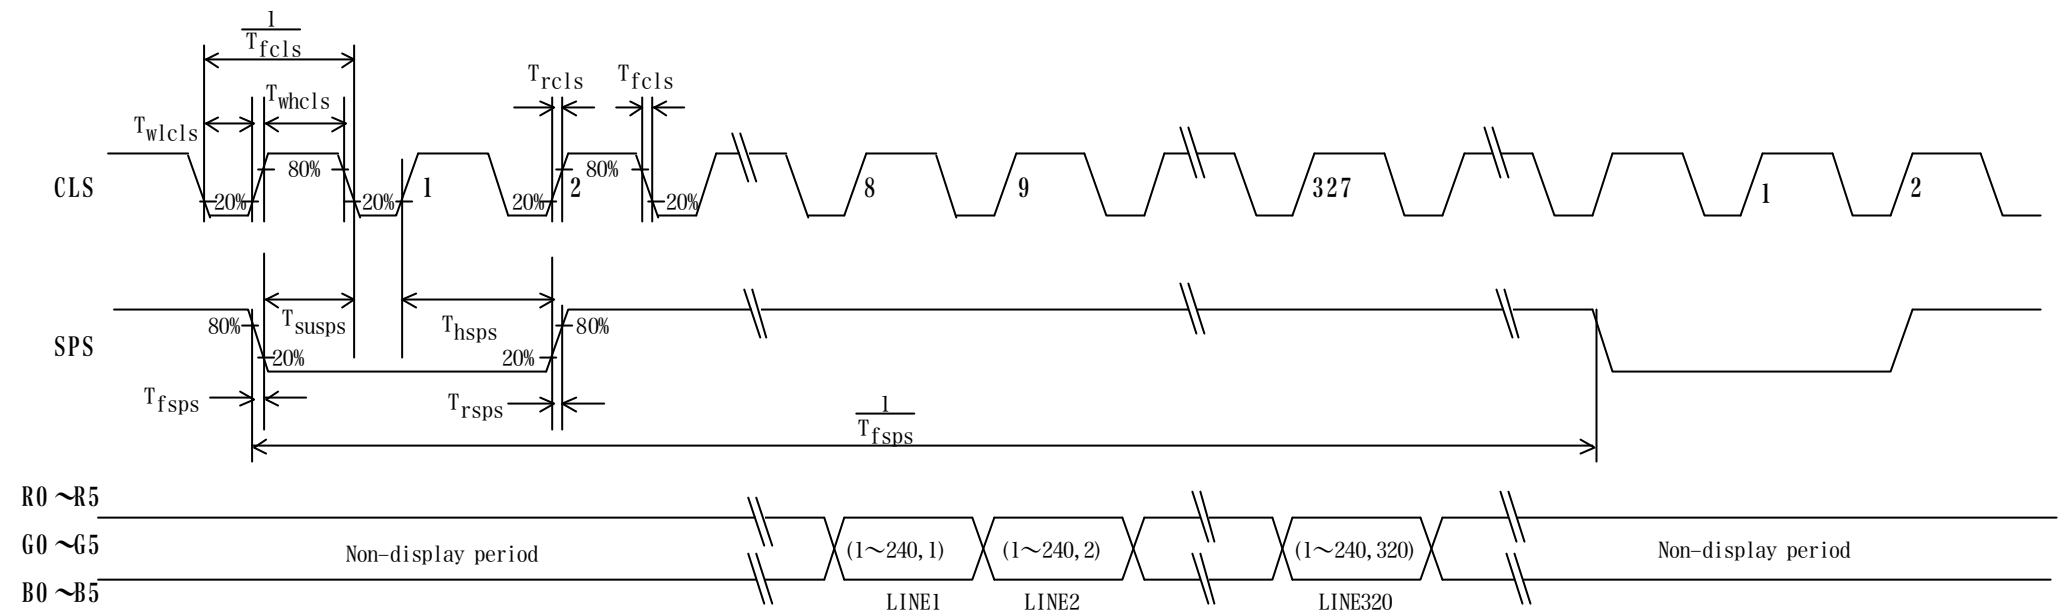 1
Tfcls
Trcls Tfcls
Twhcls
Twlcls
80% 80%
CLS 1 2 8 9 327 1 2
20% 20% 20% 20%
Tsusps Thsps
80% 80%
SPS
20% 20%
Tfsps Trsps
1
Tfsps
R0 ~R5
G0 ~G5 Non-display period (1~240,1) (1~240,2) (1~240,320) Non-display period
B0 ~B5
LINE1 LINE2 LINE320